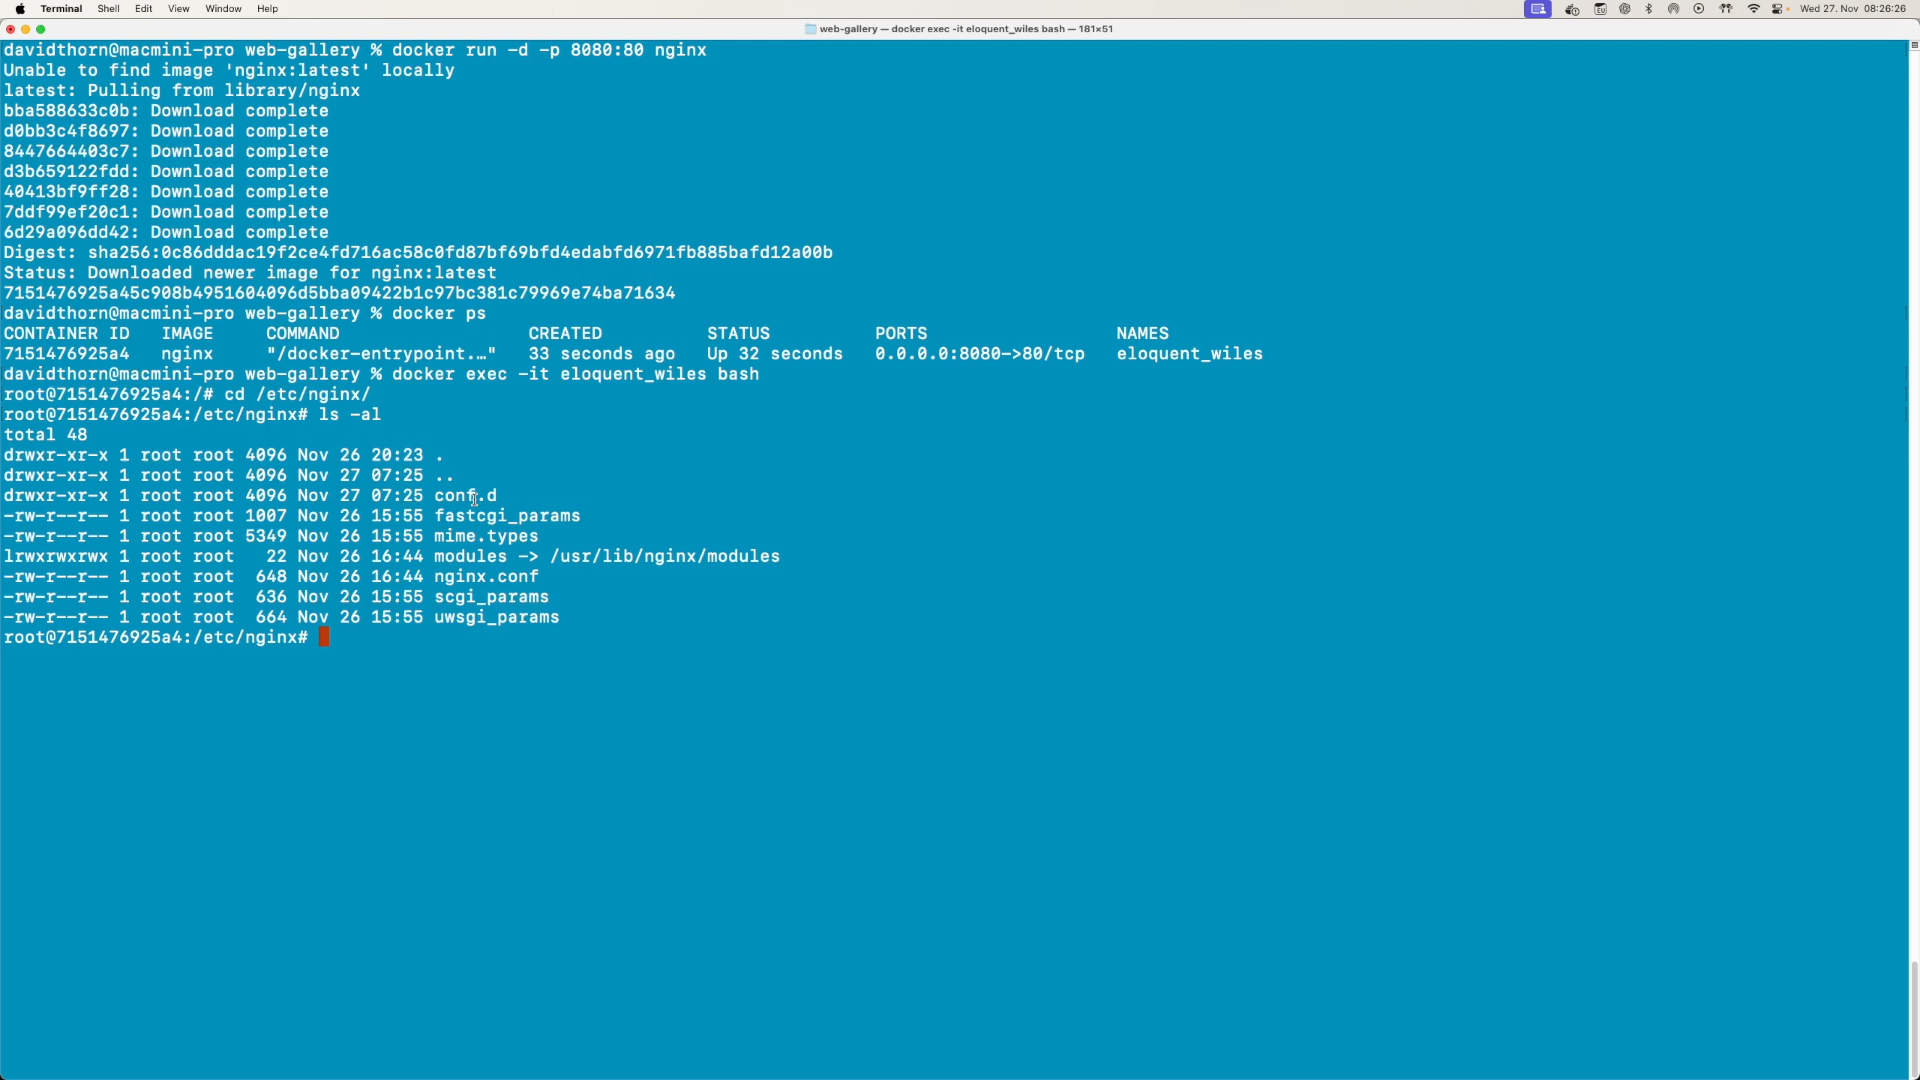 Terminal Shell Edit View Window Help Wed 27. Nov 08:26:26
web-gallery — docker exec -it eloquent_wiles bash — 181×51
davidthorn@macmini-pro web-gallery % docker run -d -p 8080:80 nginx
Unable to find image 'nginx:latest' locally
latest: Pulling from library/nginx
bba588633c0b: Download complete
d0bb3c4f8697: Download complete
8447664403c7: Download complete
d3b659122fdd: Download complete
40413bf9ff28: Download complete
7ddf99ef20c1: Download complete
6d29a096dd42: Download complete
Digest: sha256:0c86dddac19f2ce4fd716ac58c0fd87bf69bfd4edabfd6971fb885bafd12a00b
Status: Downloaded newer image for nginx:latest
7151476925a45c908b4951604096d5bba09422b1c97bc381c79969e74ba71634
davidthorn@macmini-pro web-gallery % docker ps
CONTAINER ID   IMAGE     COMMAND                  CREATED          STATUS          PORTS                  NAMES
7151476925a4   nginx     "/docker-entrypoint.…"   33 seconds ago   Up 32 seconds   0.0.0.0:8080->80/tcp   eloquent_wiles
davidthorn@macmini-pro web-gallery % docker exec -it eloquent_wiles bash
root@7151476925a4:/# cd /etc/nginx/
root@7151476925a4:/etc/nginx# ls -al
total 48
drwxr-xr-x 1 root root 4096 Nov 26 20:23 .
drwxr-xr-x 1 root root 4096 Nov 27 07:25 ..
drwxr-xr-x 1 root root 4096 Nov 27 07:25 conf.d
-rw-r--r-- 1 root root 1007 Nov 26 15:55 fastcgi_params
-rw-r--r-- 1 root root 5349 Nov 26 15:55 mime.types
lrwxrwxrwx 1 root root   22 Nov 26 16:44 modules -> /usr/lib/nginx/modules
-rw-r--r-- 1 root root  648 Nov 26 16:44 nginx.conf
-rw-r--r-- 1 root root  636 Nov 26 15:55 scgi_params
-rw-r--r-- 1 root root  664 Nov 26 15:55 uwsgi_params
root@7151476925a4:/etc/nginx#